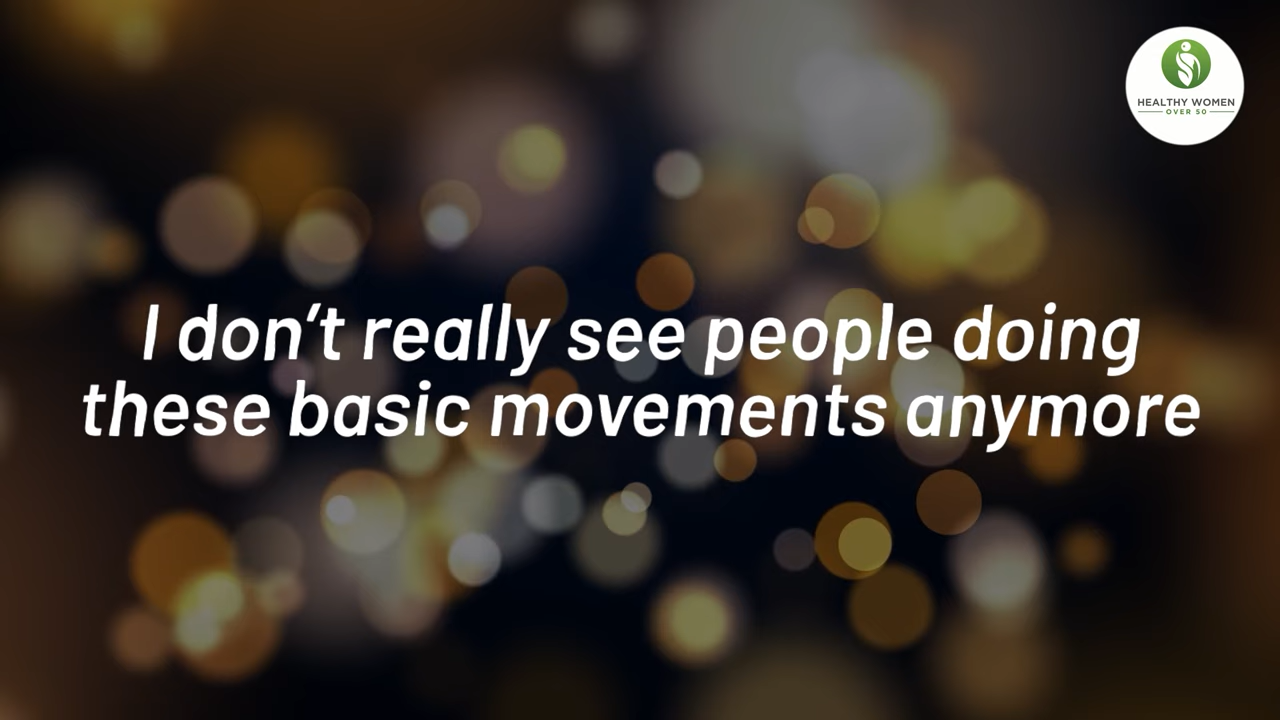 HEALTHY WOMEN
OVER 50
I don’t really see people doing
these basic movements anymore